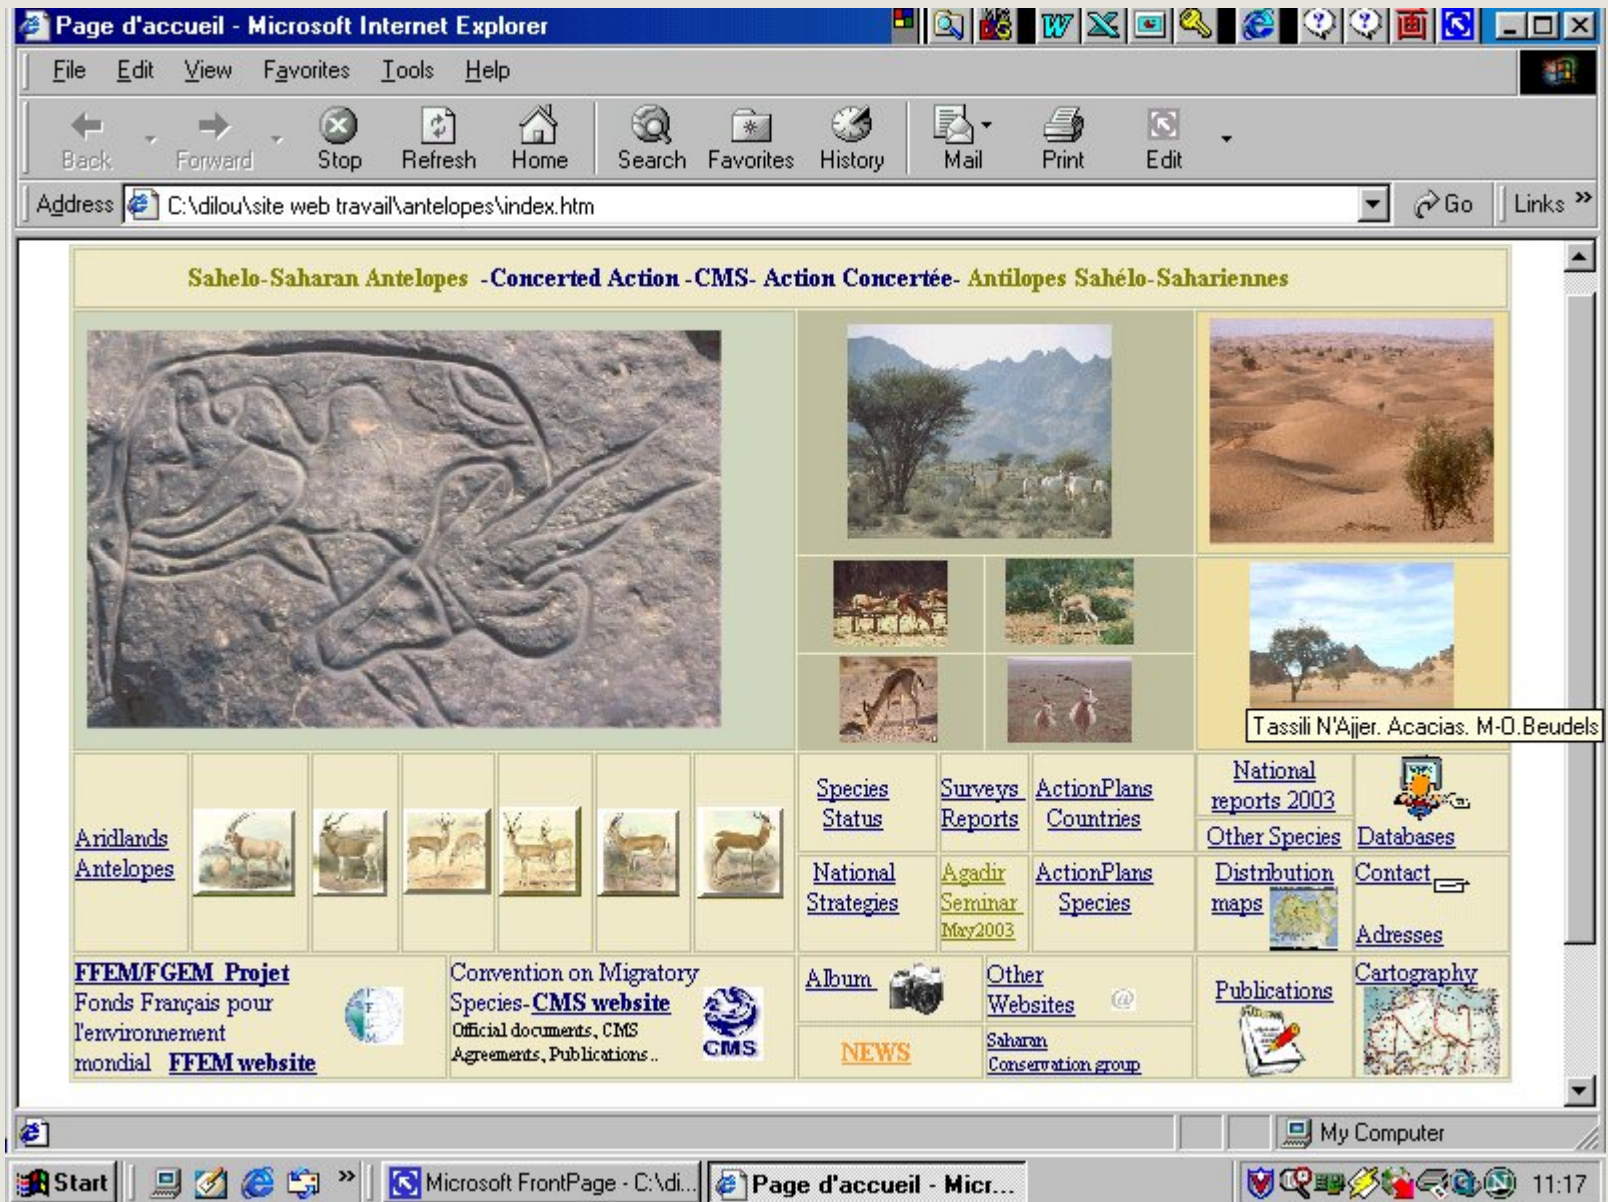 Page d'accueil - Microsoft Internet Explorer
File Edit View Favorites Tools Help
Back Forward Stop Refresh Home Search Favorites History Mail Print Edit
Address C:\dilou\site web travail\antelopes\index.htm Go Links »
Sahelo-Saharan Antelopes -Concerted Action -CMS- Action Concertée- Antilopes Sahélo-Sahariennes
Tassili N'Ajjer. Acacias. M-O.Beudels
Aridlands
Antelopes
Species
Status
Surveys
Reports
ActionPlans
Countries
National
reports 2003
Other Species
Databases
National
Strategies
Agadir
Seminar
May2003
ActionPlans
Species
Distribution
maps
Contact
Adresses
FFEM/FGEM Projet
Fonds Français pour
l'environnement
mondial FFEM website
Convention on Migratory
Species-CMS website
Official documents, CMS
Agreements, Publications..
CMS
Album
Other
Websites
@
NEWS
Saharan
Conservation group
Publications
Cartography
My Computer
Start » Microsoft FrontPage - C:\di... Page d'accueil - Micr... 11:17